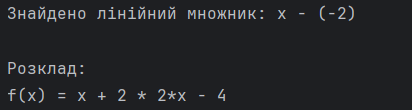 Знайдено лінійний множник: x - (-2)
Розклад:
f(x) = x + 2 * 2*x - 4